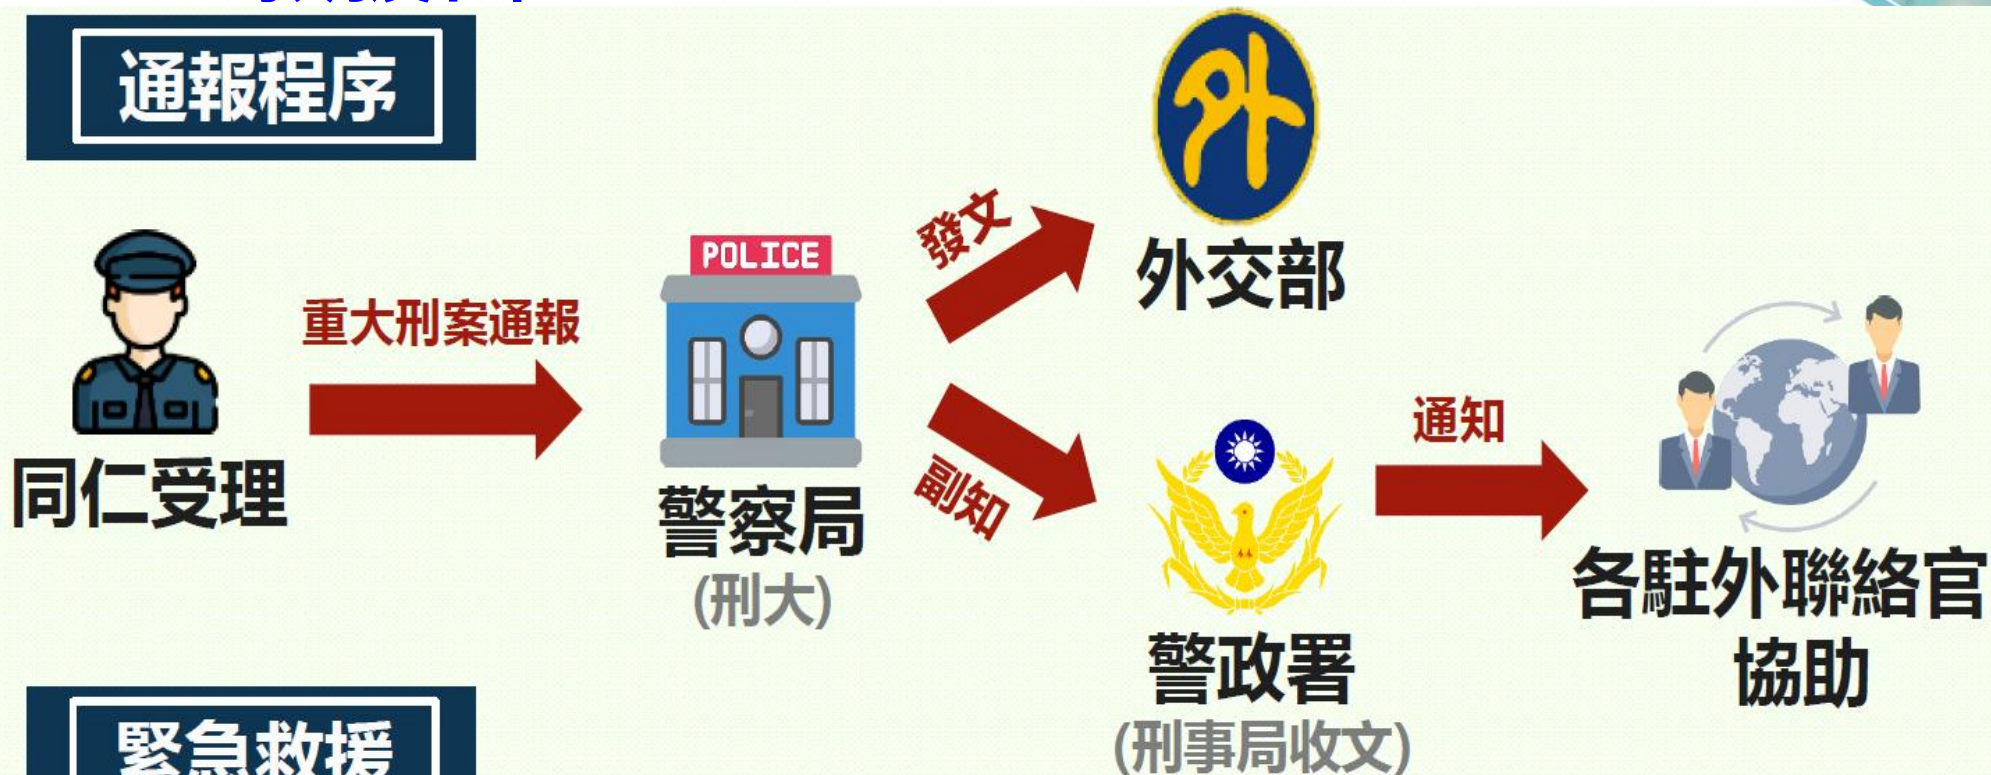 通報程序
同仁受理
重大刑案通報
POLICE
警察局
(刑大)
發文
外
外交部
副知
警政署
(刑事局收文)
通知
各駐外聯絡官
協助
緊急救援